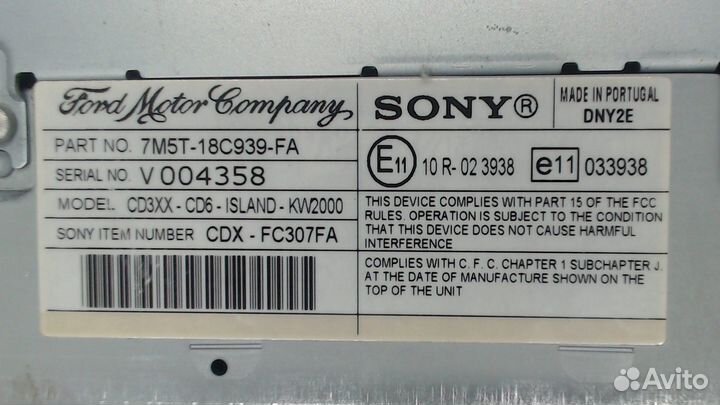 Ford Motor Company
PART NO. 7M5T-18C939-FA
SERIAL NO. V004358
MODEL CD3XX - CD6 - ISLAND - KW2000
SONY ITEM NUMBER CDX - FC307FA
SONY®
MADE IN PORTUGAL
DNY2E
E11 10 R- 02 3938 e11 033938
THIS DEVICE COMPLIES WITH PART 15 OF THE FCC
RULES. OPERATION IS SUBJECT TO THE CONDITION
THAT THIS DEVICE DOES NOT CAUSE HARMFUL
INTERFERENCE
COMPLIES WITH C. F. C. CHAPTER 1 SUBCHAPTER J.
AT THE DATE OF MANUFACTURE SHOWN ON THE
TOP OF THE UNIT
Avito